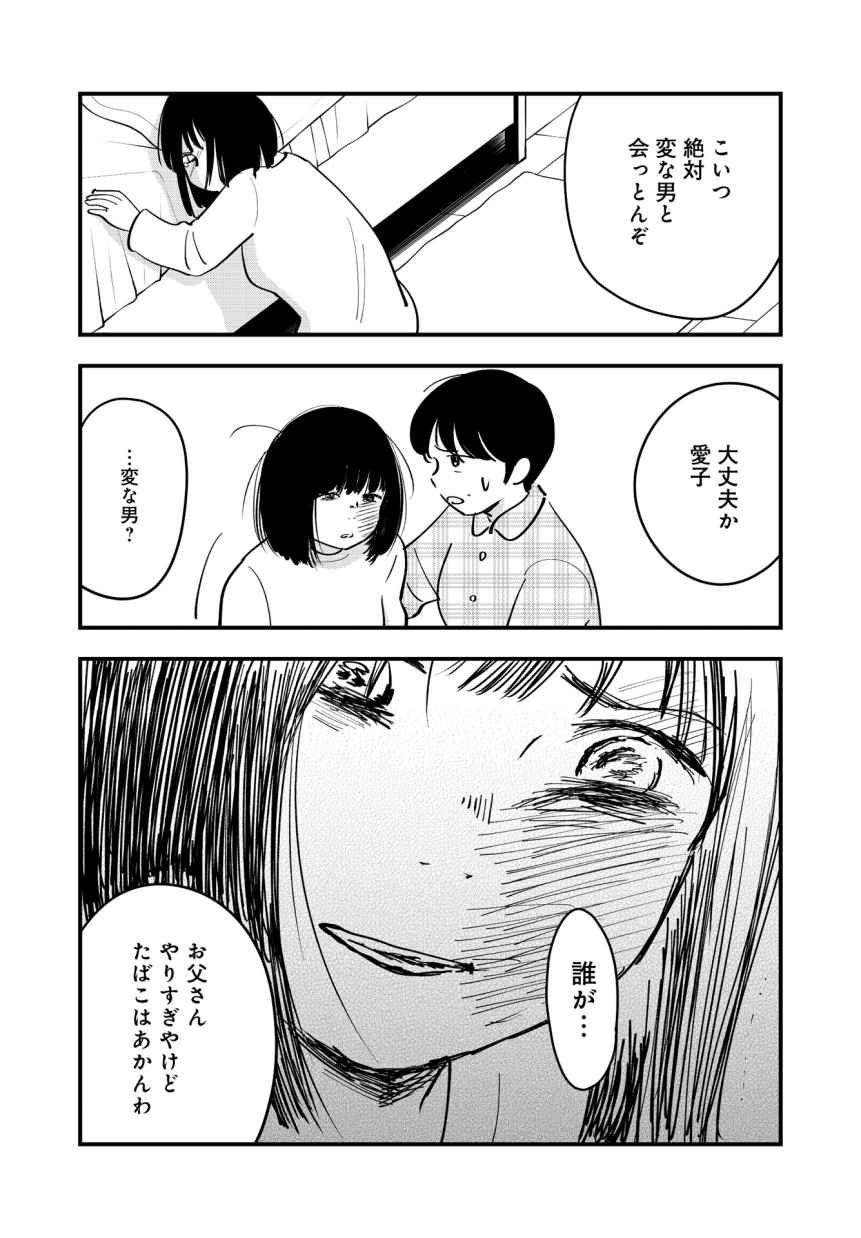 こいつ
絶対
変な男と
会っとんぞ
大丈夫か
愛子
…変な男?
誰が…
お父さん
やりすぎやけど
たばこはあかんわ